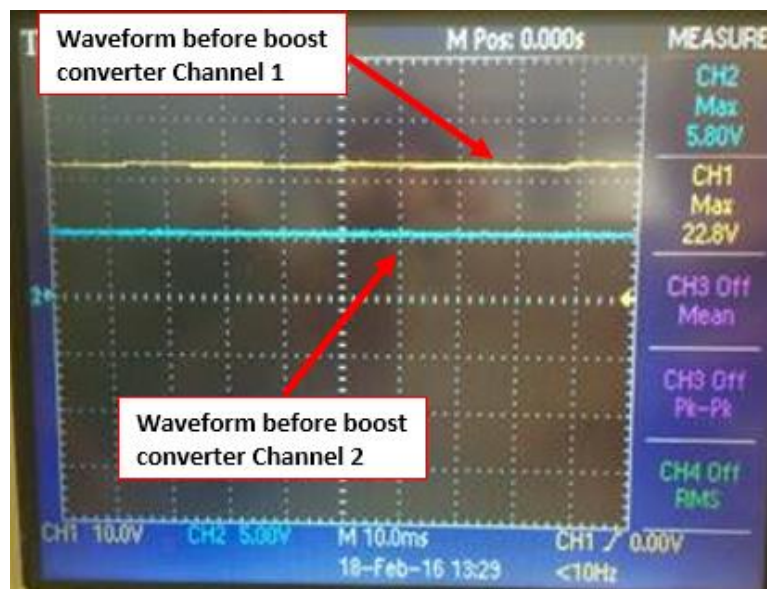 Waveform before boost
converter Channel 1
M Pos: 0.000s
MEASURE
CH2
Max
5.80V
CH1
Max
22.8V
CH3 Off
Mean
CH3 Off
Pk-Pk
CH4 Off
RMS
2
Waveform before boost
converter Channel 2
CH1 10.0V CH2 5.00V M 10.0ms CH1 / 0.00V
18-Feb-16 13:29 <10Hz